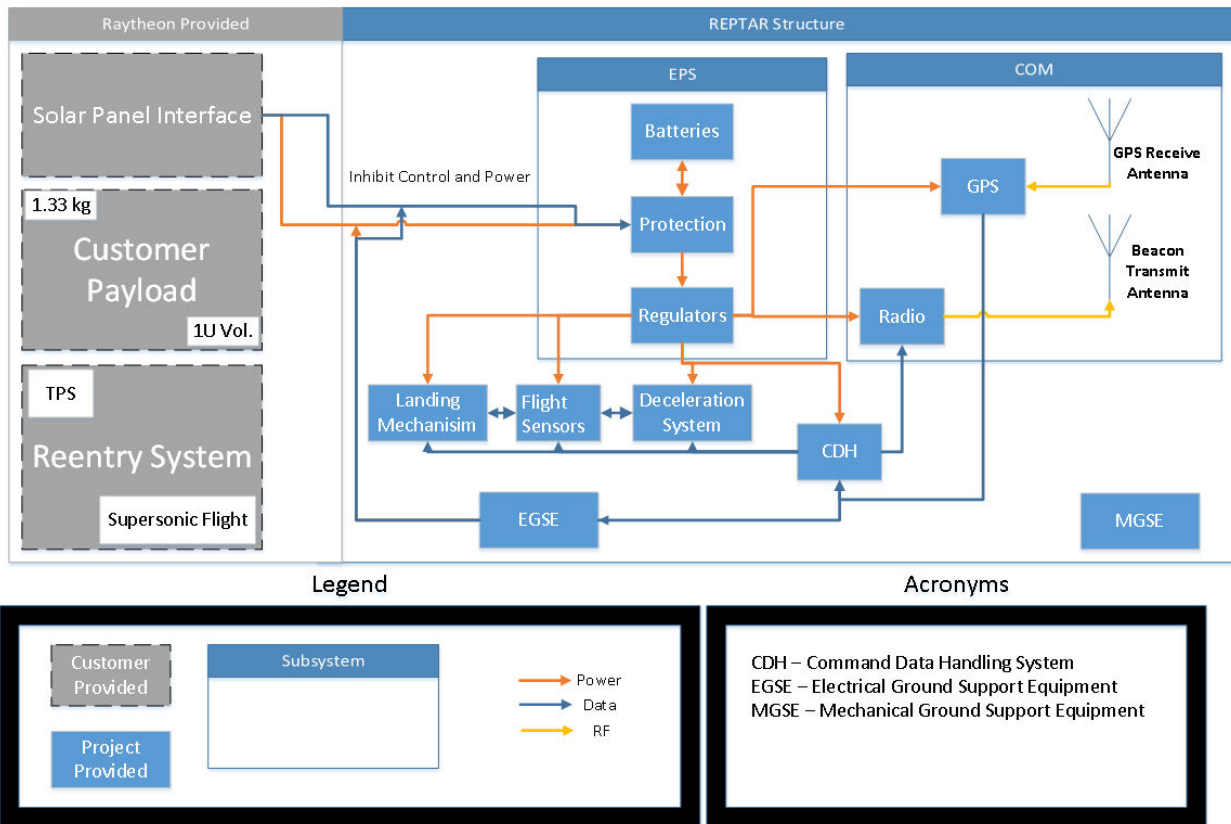 Raytheon Provided
REPTAR Structure
Solar Panel Interface
1.33 kg
Customer
Payload
1U Vol.
TPS
Reentry System
Supersonic Flight
Inhibit Control and Power
EPS
Batteries
Protection
Regulators
COM
GPS
GPS Receive
Antenna
Beacon
Transmit
Antenna
Radio
Landing
Mechanisim
Flight
Sensors
Deceleration
System
CDH
EGSE
MGSE
Legend
Customer
Provided
Project
Provided
Subsystem
Power
Data
RF
Acronyms
CDH – Command Data Handling System
EGSE – Electrical Ground Support Equipment
MGSE – Mechanical Ground Support Equipment